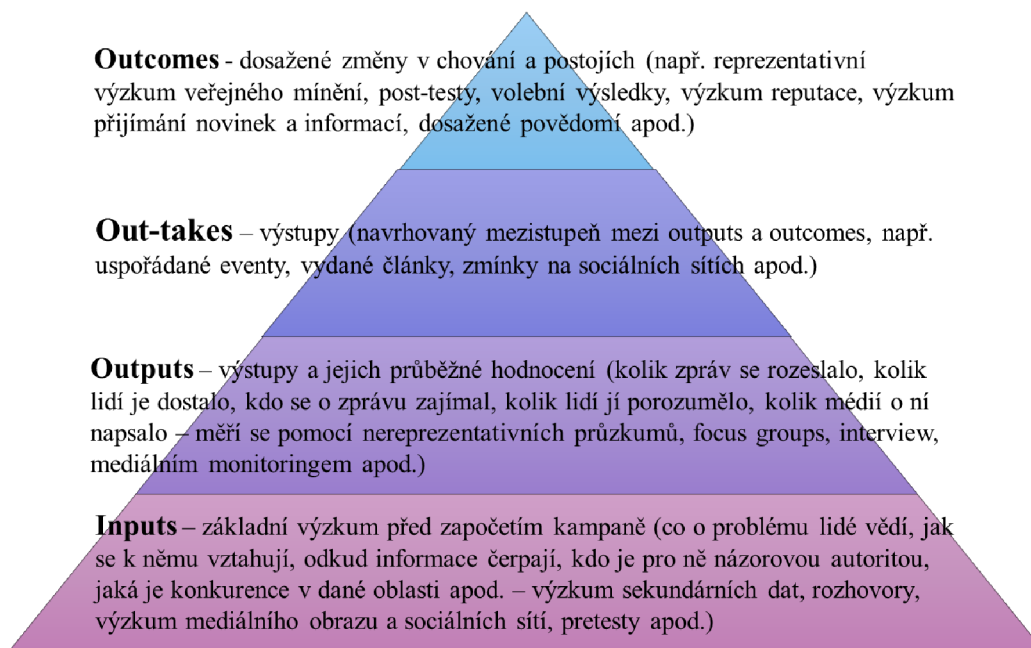 Outcomes - dosažené změny v chování a postojích (např. reprezentativní
výzkum veřejného mínění, post-testy, volební výsledky, výzkum reputace, výzkum
přijímání novinek a informací, dosažené povědomí apod.)
Out-takes – výstupy (navrhovaný mezistupeň mezi outputs a outcomes, např.
uspořádané eventy, vydané články, zmínky na sociálních sítích apod.)
Outputs – výstupy a jejich průběžné hodnocení (kolik zpráv se rozeslalo, kolik
lidí je dostalo, kdo se o zprávu zajímal, kolik lidí jí porozumělo, kolik médií o ní
napsalo – měří se pomocí nereprezentativních průzkumů, focus groups, interview,
mediálním monitoringem apod.)
Inputs – základní výzkum před započetím kampaně (co o problému lidé vědí, jak
se k němu vztahují, odkud informace čerpají, kdo je pro ně názorovou autoritou,
jaká je konkurence v dané oblasti apod. – výzkum sekundárních dat, rozhovory,
výzkum mediálního obrazu a sociálních sítí, pretesty apod.)